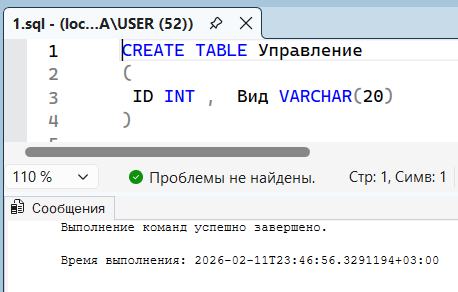 1.sql - (loc...A\USER (52))
1 CREATE TABLE Управление
2 (
3 ID INT , Вид VARCHAR(20)
4 )
110 % Проблемы не найдены. Стр: 1, Симв: 1
Сообщения
Выполнение команд успешно завершено.
Время выполнения: 2026-02-11T23:46:56.3291194+03:00